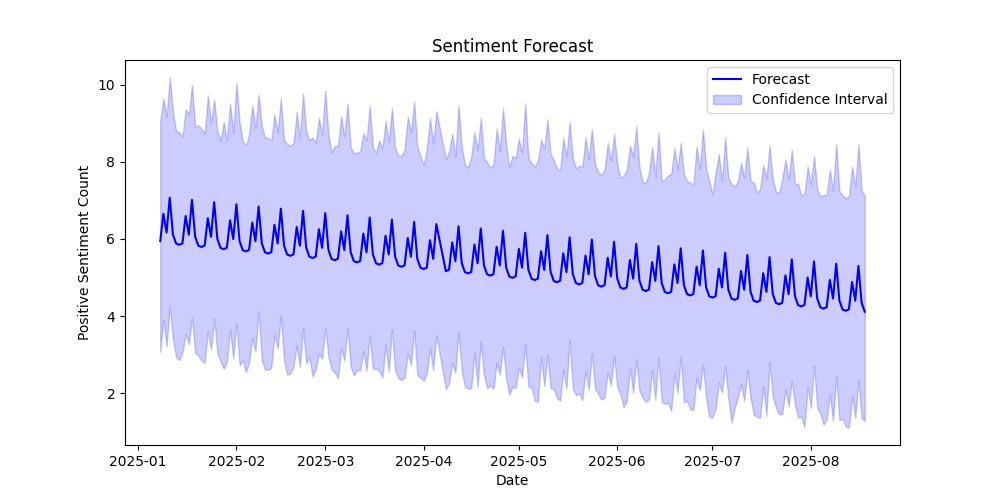 Sentiment Forecast
Forecast
Confidence Interval
Positive Sentiment Count
10
8
6
4
2
2025-01
2025-02
2025-03
2025-04
2025-05
2025-06
2025-07
2025-08
Date